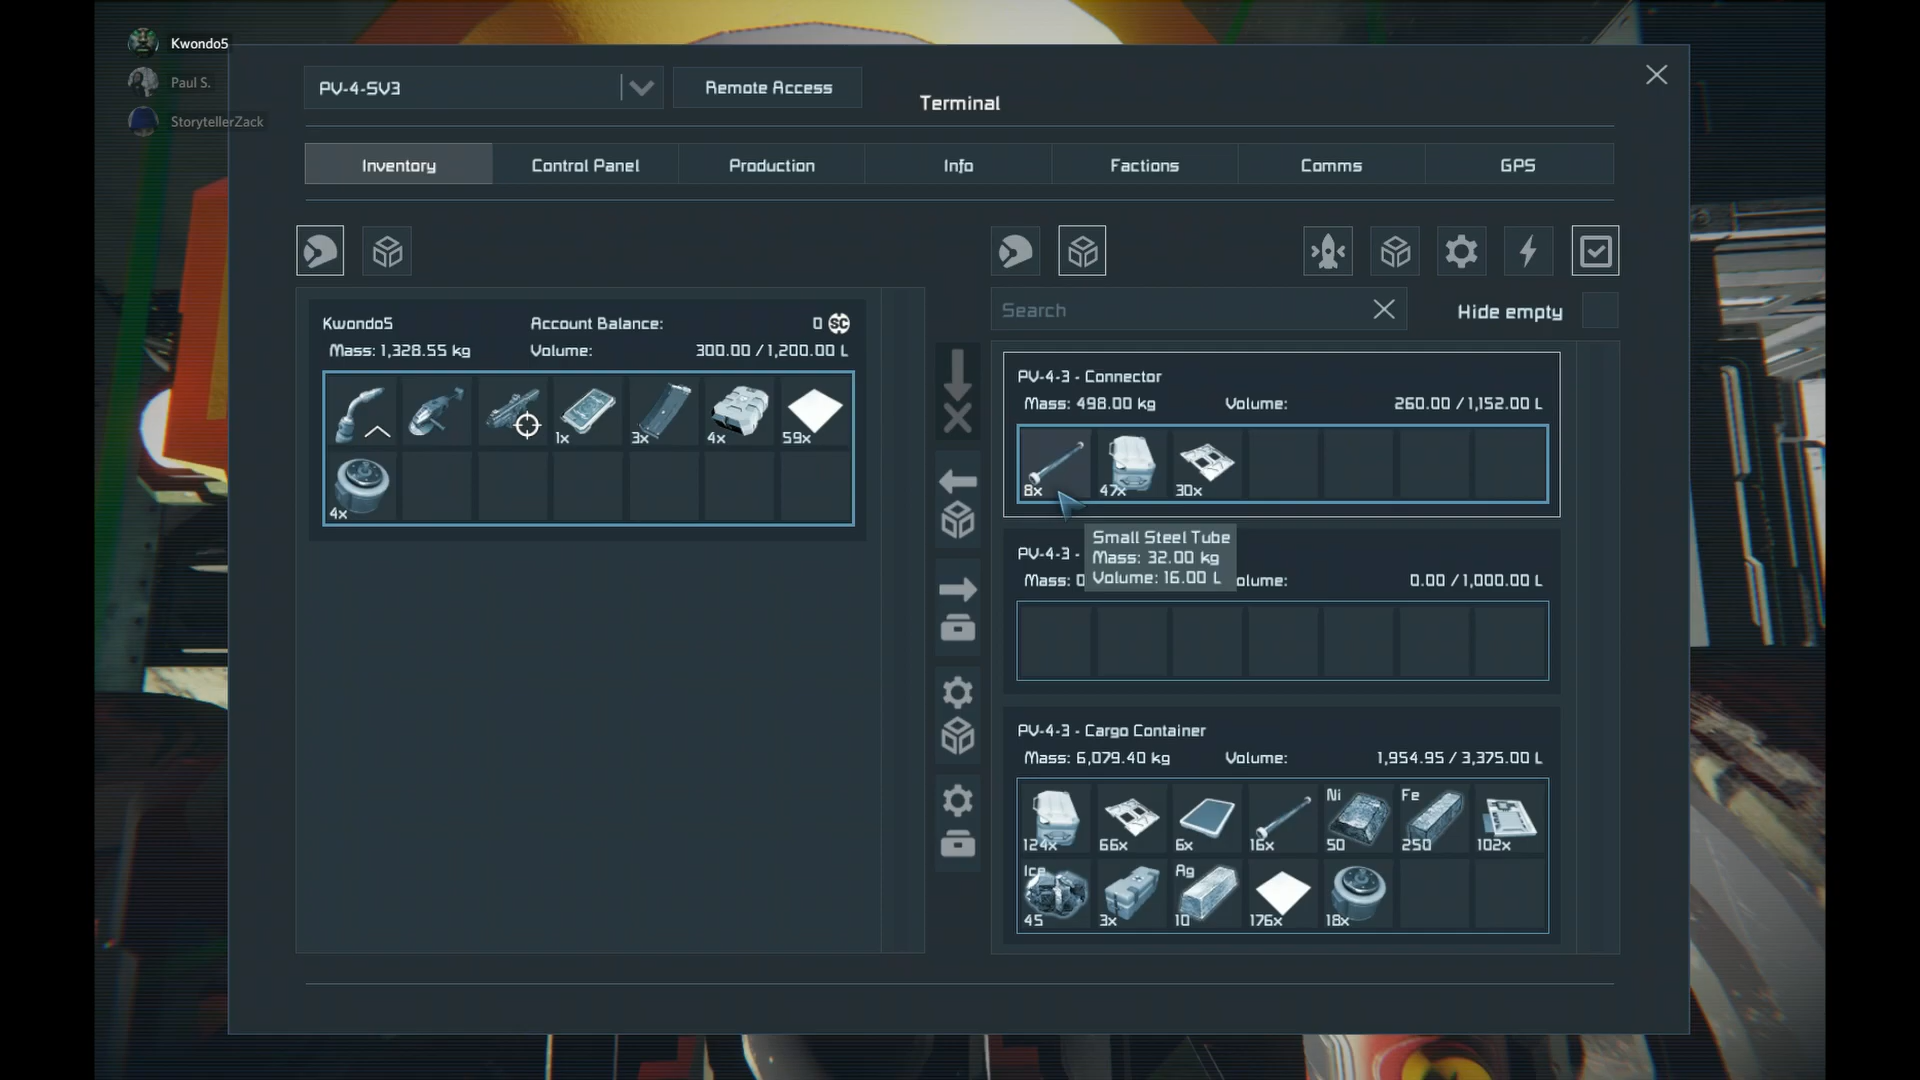 Kwondo5
Paul S.
StorytellerZack
PV-4-SV3
Remote Access
Terminal
Inventory
Control Panel
Production
Info
Factions
Comms
GPS
Kwondo5
Account Balance:
0 SC
Mass: 1,328.55 kg
Volume:
300.00 / 1,200.00 L
1x
3x
4x
59x
4x
Search
Hide empty
PV-4-3 - Connector
Mass: 498.00 kg
Volume:
260.00 / 1,152.00 L
8x
47x
30x
Small Steel Tube
Mass: 32.00 kg
Volume: 16.00 L
PV-4-3 -
Mass: 0
olume:
0.00 / 1,000.00 L
PV-4-3 - Cargo Container
Mass: 6,079.40 kg
Volume:
1,954.95 / 3,375.00 L
Ni
Fe
124x
66x
6x
16x
50
250
102x
Ice
Ag
45
3x
10
176x
18x